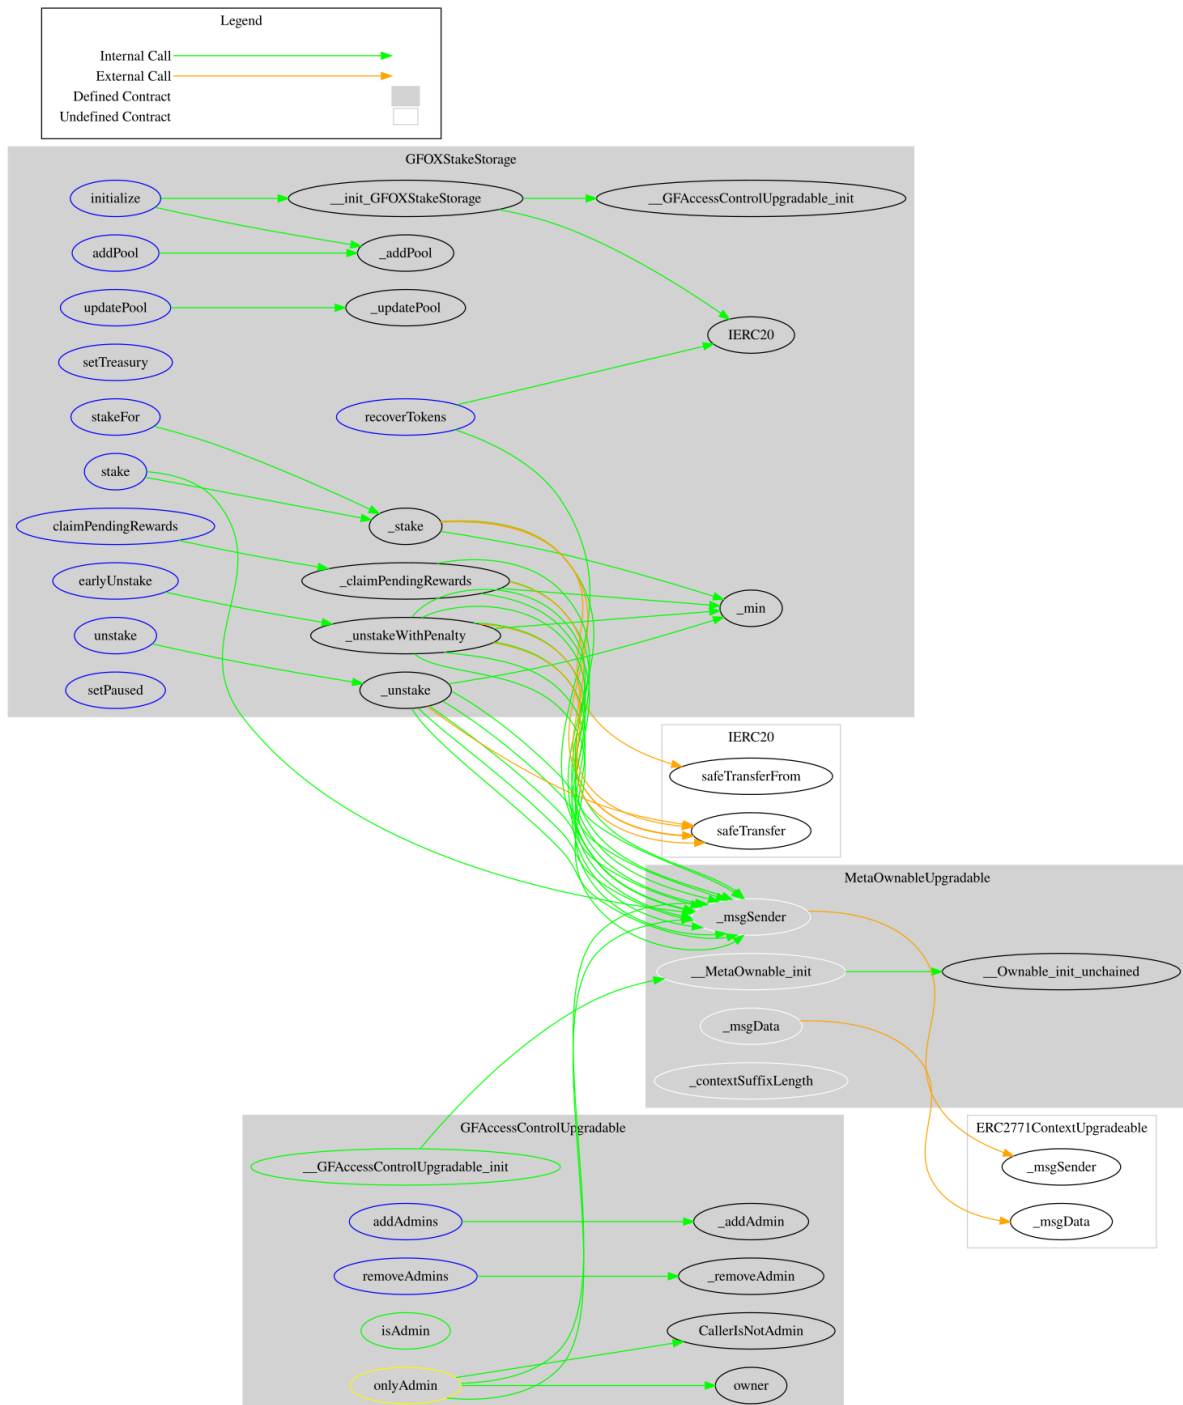 Legend
Internal Call
External Call
Defined Contract
Undefined Contract
GFOXStakeStorage
initialize
__init_GFOXStakeStorage
__GFAccessControlUpgradable_init
addPool
_addPool
updatePool
_updatePool
IERC20
setTreasury
stakeFor
recoverTokens
stake
claimPendingRewards
_stake
earlyUnstake
_claimPendingRewards
_min
unstake
_unstakeWithPenalty
setPaused
_unstake
IERC20
safeTransferFrom
safeTransfer
MetaOwnableUpgradable
_msgSender
__MetaOwnable_init
__Ownable_init_unchained
_msgData
_contextSuffixLength
GFAccessControlUpgradable
ERC2771ContextUpgradeable
__GFAccessControlUpgradable_init
_msgSender
addAdmins
_addAdmin
_msgData
removeAdmins
_removeAdmin
isAdmin
CallerIsNotAdmin
onlyAdmin
owner